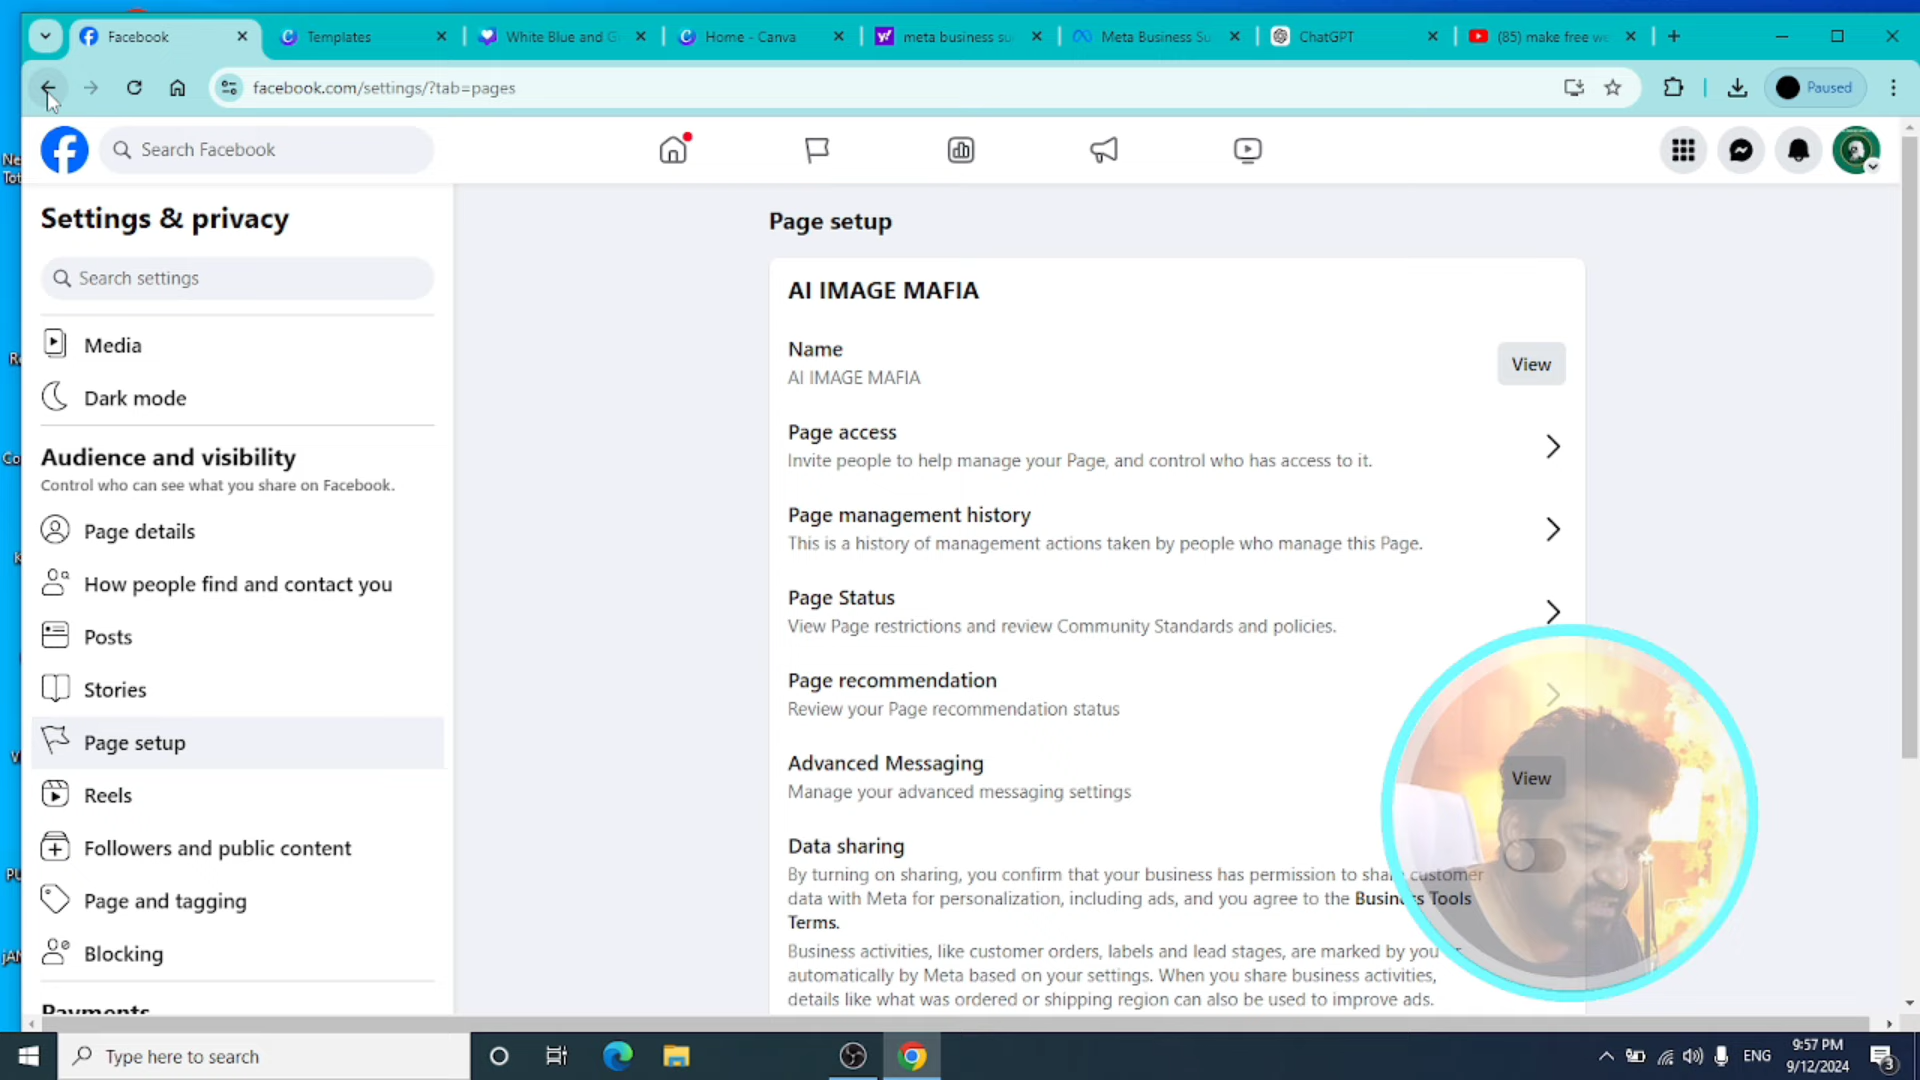 Facebook
Templates
White Blue and G
Home - Canva
meta business su
Meta Business Su
ChatGPT
(85) make free we
facebook.com/settings/?tab=pages
Paused
Search Facebook
Settings & privacy
Search settings
Media
Dark mode
Audience and visibility
Control who can see what you share on Facebook.
Page details
How people find and contact you
Posts
Stories
Page setup
Reels
Followers and public content
Page and tagging
Blocking
Payments
Page setup
AI IMAGE MAFIA
Name
AI IMAGE MAFIA
View
Page access
Invite people to help manage your Page, and control who has access to it.
Page management history
This is a history of management actions taken by people who manage this Page.
Page Status
View Page restrictions and review Community Standards and policies.
Page recommendation
Review your Page recommendation status
Advanced Messaging
Manage your advanced messaging settings
View
Data sharing
By turning on sharing, you confirm that your business has permission to share customer
data with Meta for personalization, including ads, and you agree to the Business Tools
Terms.
Business activities, like customer orders, labels and lead stages, are marked by you or
automatically by Meta based on your settings. When you share business activities,
details like what was ordered or shipping region can also be used to improve ads.
Type here to search
ENG
9:57 PM
9/12/2024
3